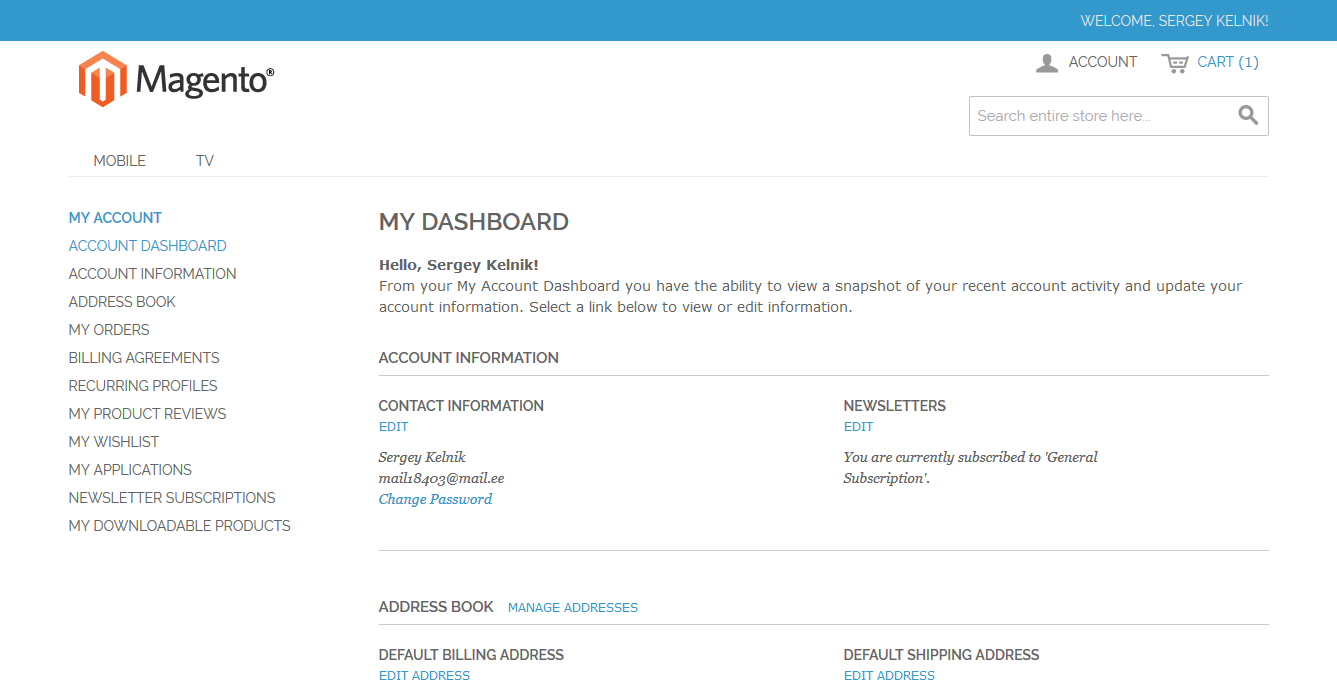 WELCOME, SERGEY KELNIK!
Magento®
ACCOUNT
CART (1)
Search entire store here...
MOBILE
TV
MY ACCOUNT
ACCOUNT DASHBOARD
ACCOUNT INFORMATION
ADDRESS BOOK
MY ORDERS
BILLING AGREEMENTS
RECURRING PROFILES
MY PRODUCT REVIEWS
MY WISHLIST
MY APPLICATIONS
NEWSLETTER SUBSCRIPTIONS
MY DOWNLOADABLE PRODUCTS
MY DASHBOARD
Hello, Sergey Kelnik!
From your My Account Dashboard you have the ability to view a snapshot of your recent account activity and update your
account information. Select a link below to view or edit information.
ACCOUNT INFORMATION
CONTACT INFORMATION
EDIT
Sergey Kelnik
mail18403@mail.ee
Change Password
NEWSLETTERS
EDIT
You are currently subscribed to 'General
Subscription'.
ADDRESS BOOK MANAGE ADDRESSES
DEFAULT BILLING ADDRESS
EDIT ADDRESS
DEFAULT SHIPPING ADDRESS
EDIT ADDRESS